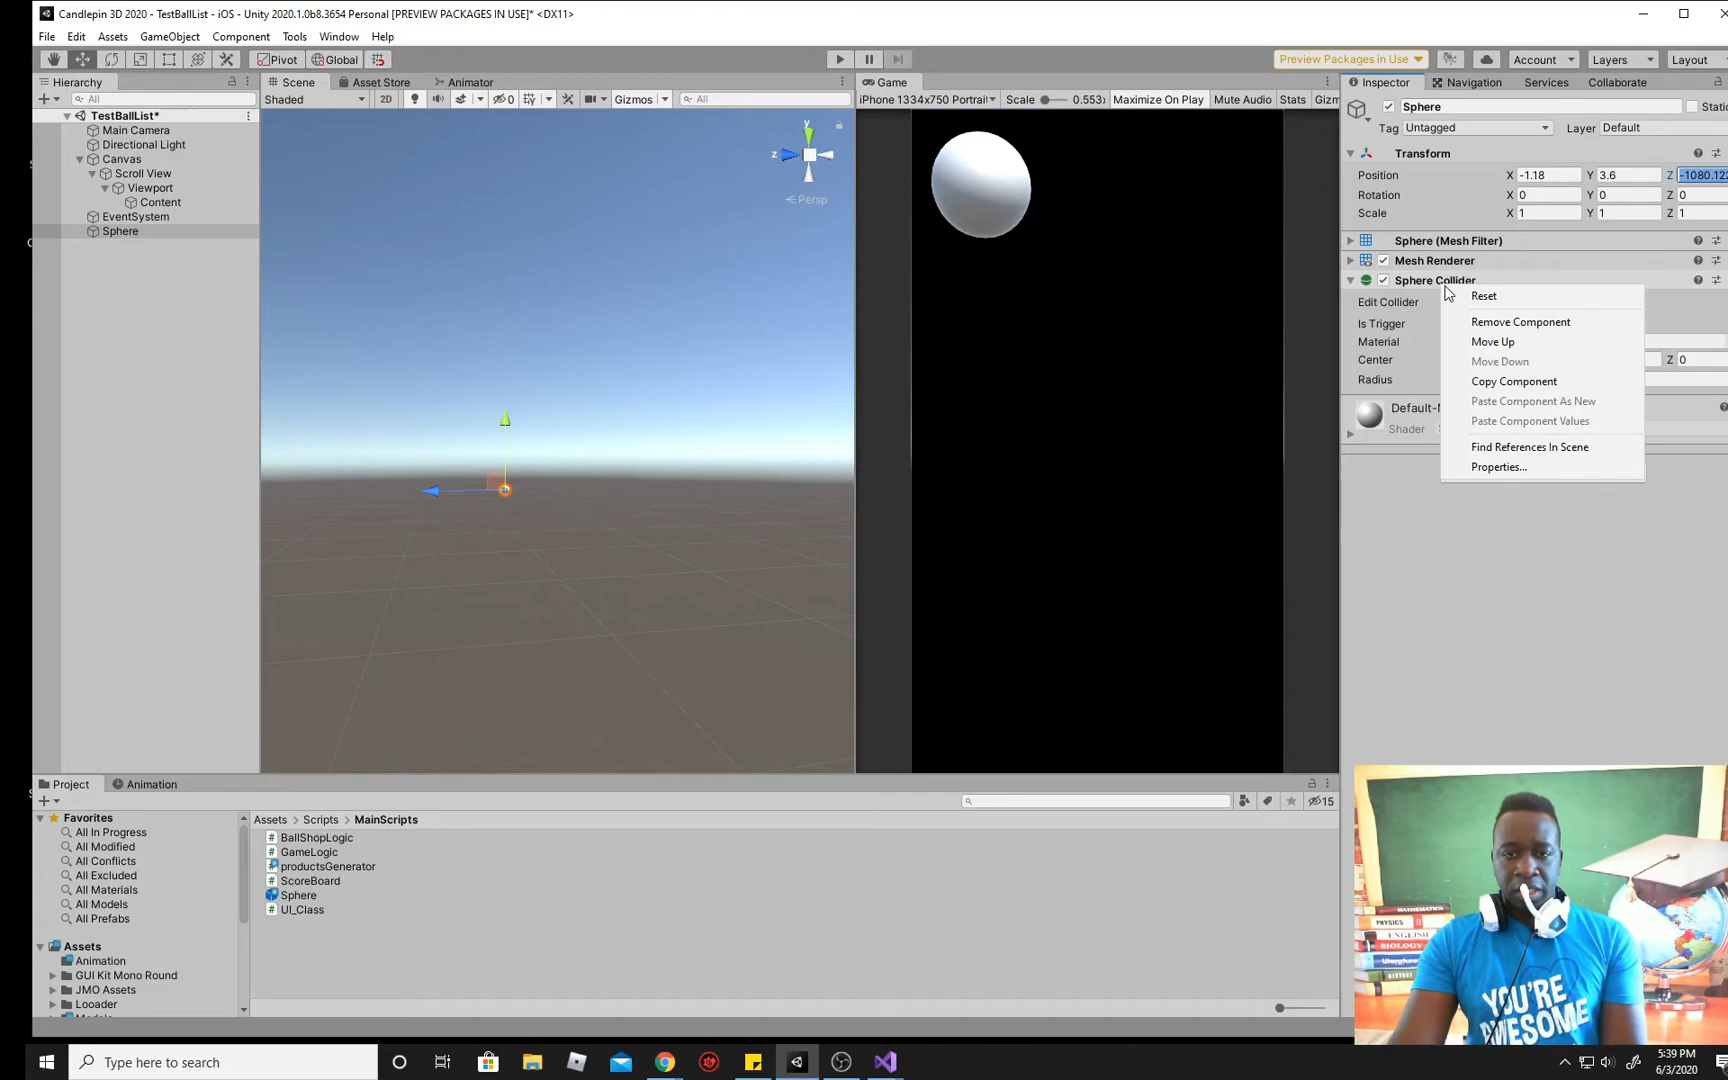 Candlepin 3D 2020 - TestBallList - iOS - Unity 2020.1.0b8.3654 Personal [PREVIEW PACKAGES IN USE]* <DX11>
File Edit Assets GameObject Component Tools Window Help
Pivot Global Preview Packages in Use Account Layers Layout
Hierarchy Scene Asset Store Animator Game Inspector Navigation Services Collaborate
All Shaded 2D 0 Gizmos All iPhone 1334x750 Portrait Scale 0.553 Maximize On Play Mute Audio Stats Gizm
Sphere Static
Tag Untagged Layer Default
TestBallList*
Main Camera
Directional Light
Canvas
Scroll View
Viewport
Content
EventSystem
Sphere
y
z
Persp
Transform
Position X -1.18 Y 3.6 Z -1080.122
Rotation X 0 Y 0 Z 0
Scale X 1 Y 1 Z 1
Sphere (Mesh Filter)
Mesh Renderer
Sphere Collider
Edit Collider
Is Trigger
Material
Center Z 0
Radius
Default-M
Shader
Reset
Remove Component
Move Up
Move Down
Copy Component
Paste Component As New
Paste Component Values
Find References In Scene
Properties...
Project Animation
15
Favorites
All In Progress
All Modified
All Conflicts
All Excluded
All Materials
All Models
All Prefabs
Assets
Animation
GUI Kit Mono Round
JMO Assets
Looader
Assets > Scripts > MainScripts
BallShopLogic
GameLogic
productsGenerator
ScoreBoard
Sphere
UI_Class
MATHEMATICS
PHYSICS
ENGLISH
BIOLOGY
YOU'RE
AWESOME
Type here to search
5:39 PM
6/3/2020